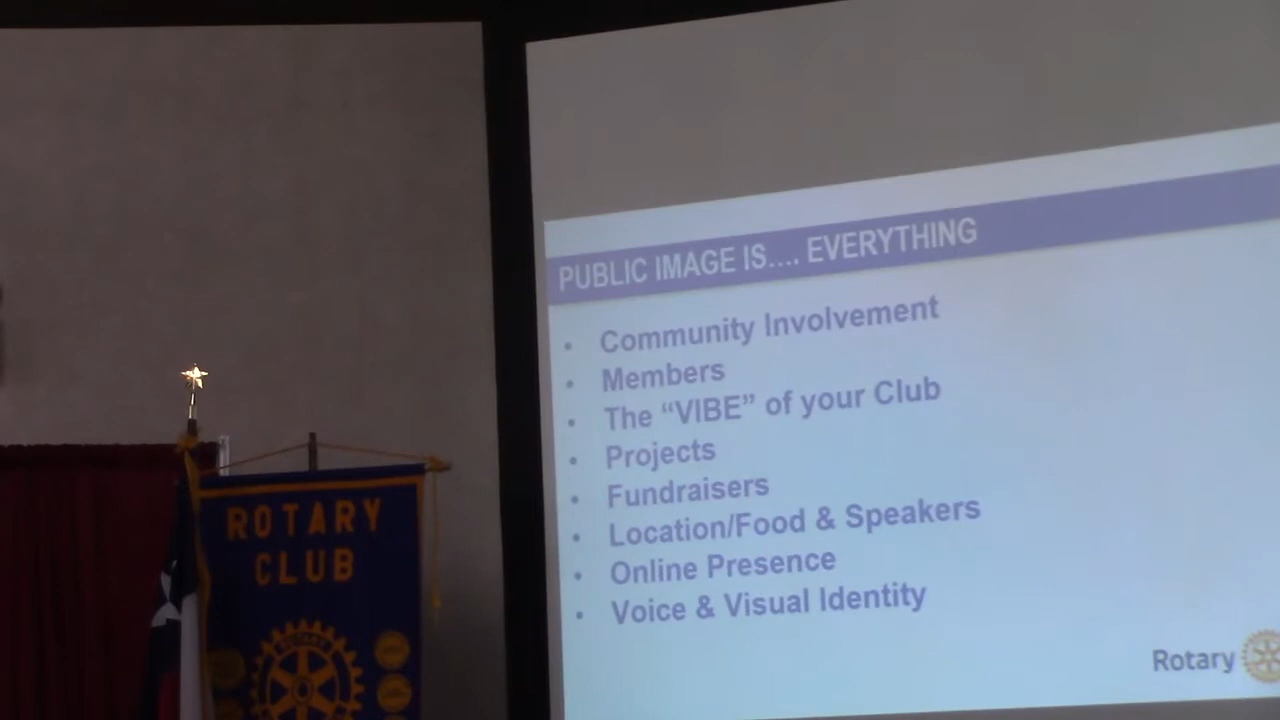 PUBLIC IMAGE IS.... EVERYTHING
• Community Involvement
• Members
• The “VIBE” of your Club
• Projects
• Fundraisers
• Location/Food & Speakers
• Online Presence
• Voice & Visual Identity
Rotary
ROTARY
CLUB
ROTARY